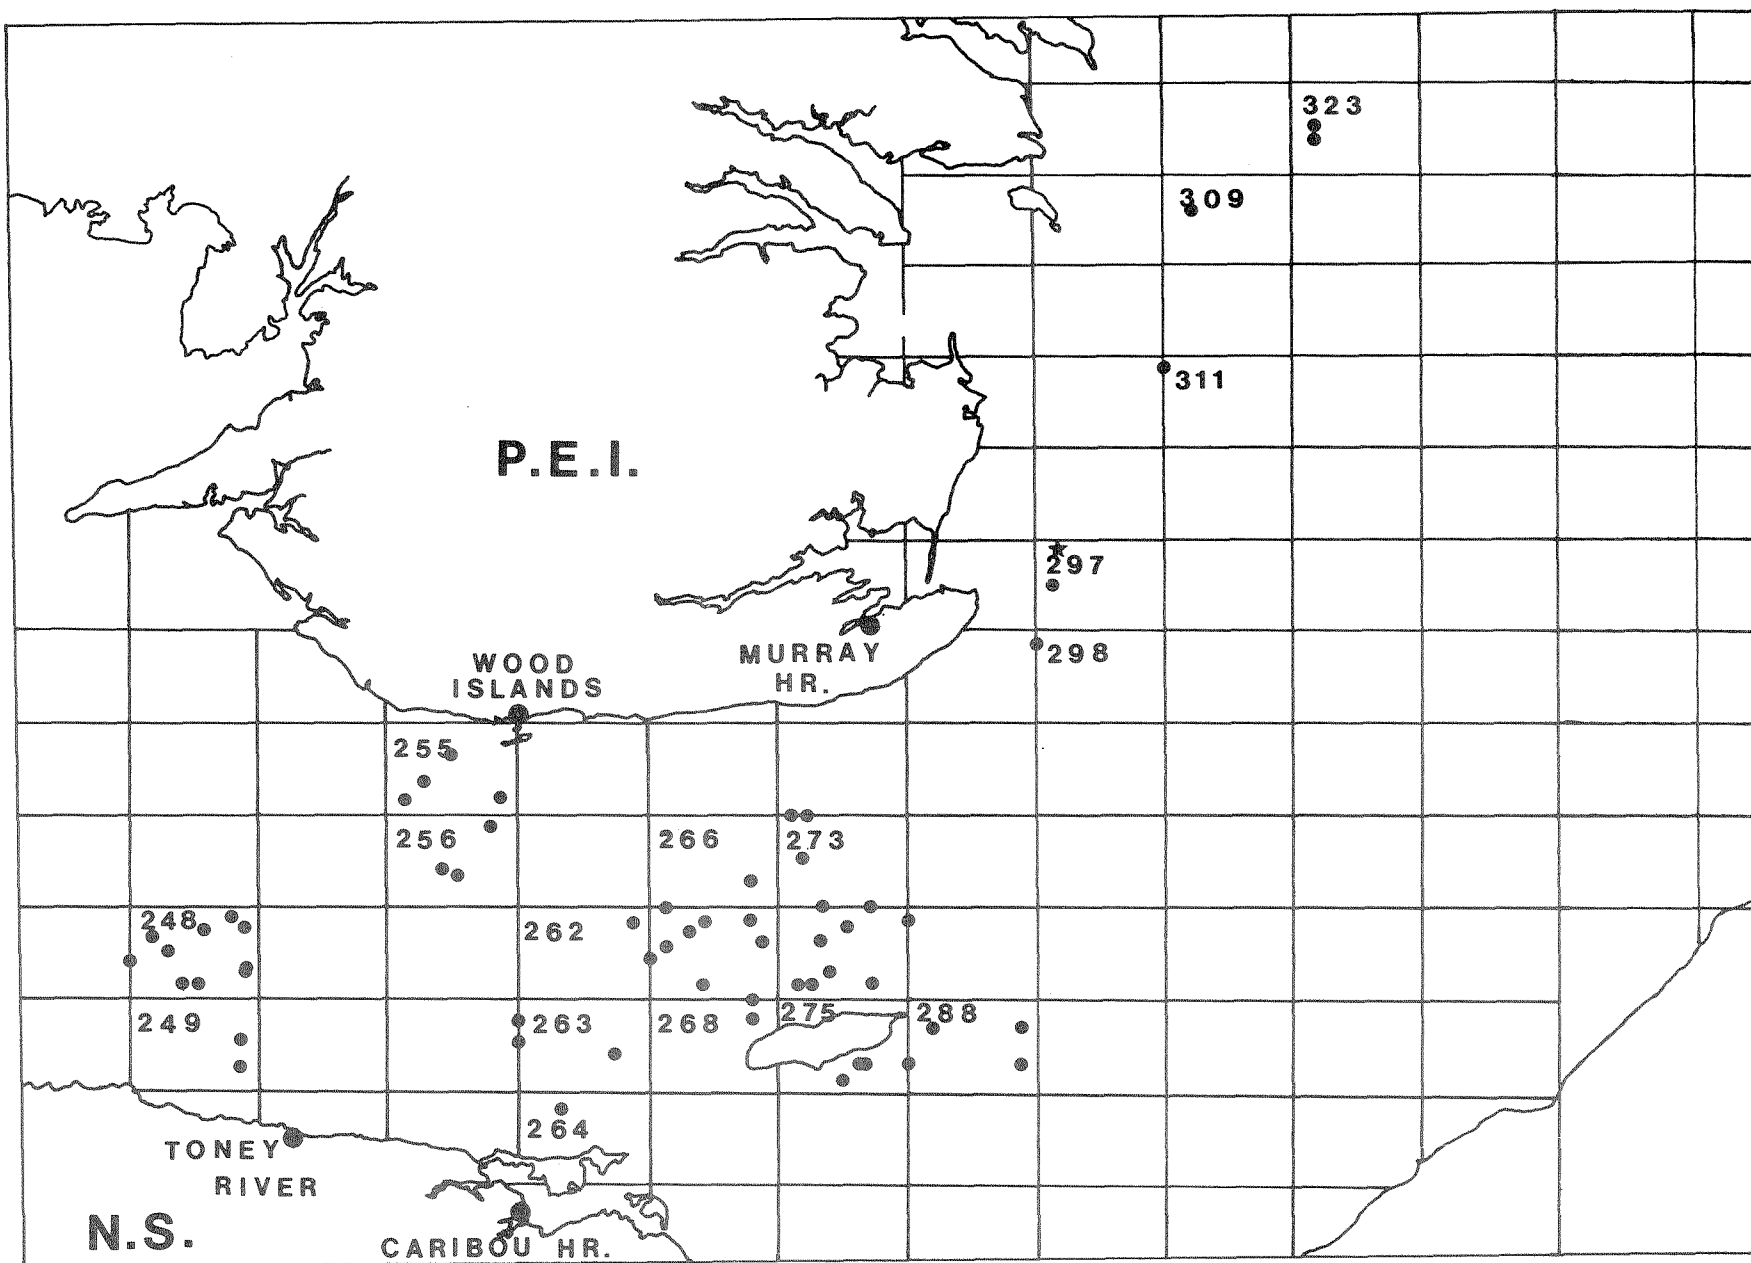 323
309
311
P.E.I.
297
298
WOOD
ISLANDS
MURRAY
HR.
255
256
266
273
248
262
249
263
268
275
288
264
TONEY
RIVER
N.S.
CARIBOU HR.